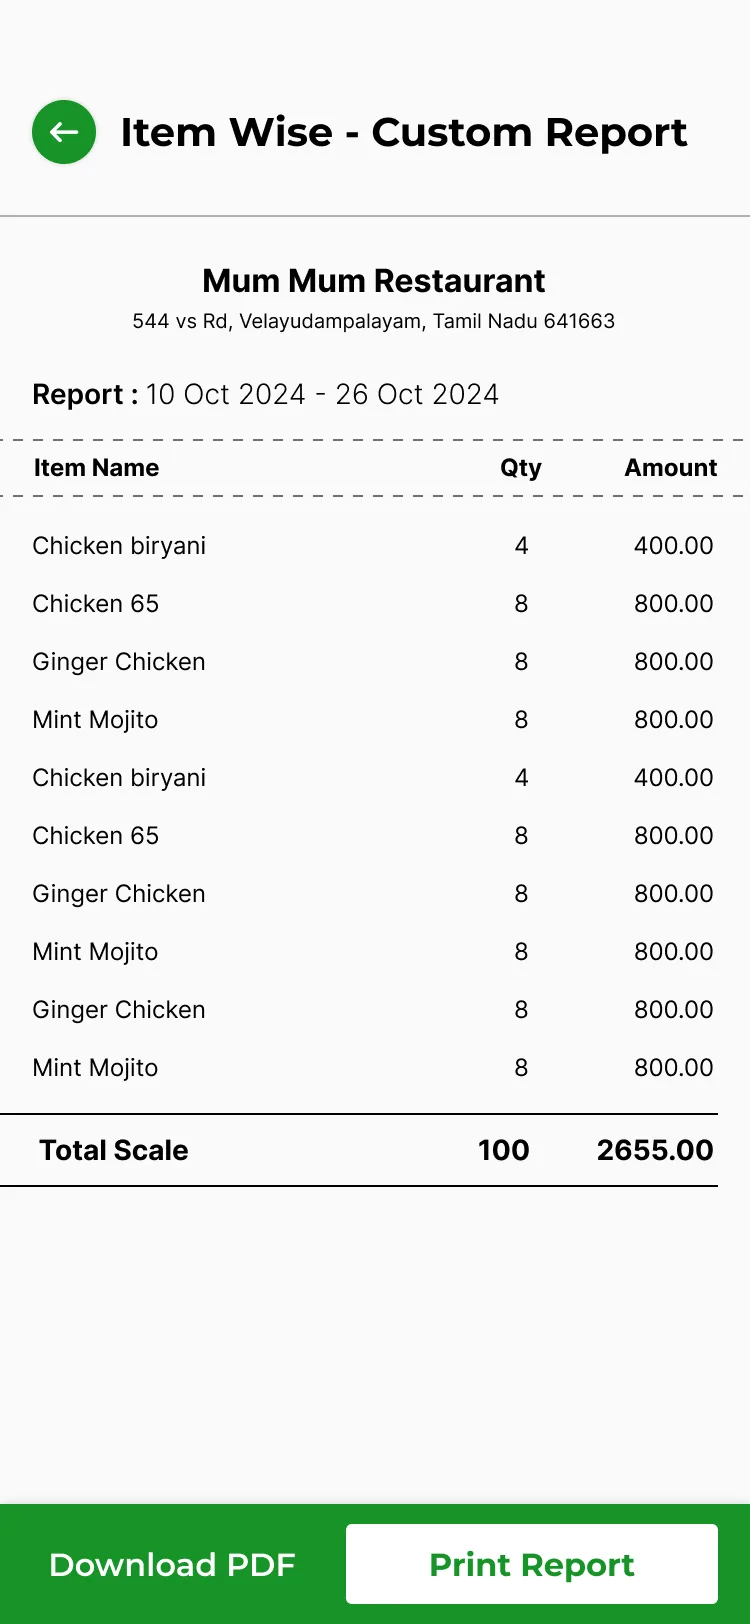 Item Wise - Custom Report
Mum Mum Restaurant
544 vs Rd, Velayudampalayam, Tamil Nadu 641663
Report : 10 Oct 2024 - 26 Oct 2024
Item Name Qty Amount
Chicken biryani 4 400.00
Chicken 65 8 800.00
Ginger Chicken 8 800.00
Mint Mojito 8 800.00
Chicken biryani 4 400.00
Chicken 65 8 800.00
Ginger Chicken 8 800.00
Mint Mojito 8 800.00
Ginger Chicken 8 800.00
Mint Mojito 8 800.00
Total Scale 100 2655.00
Download PDF Print Report